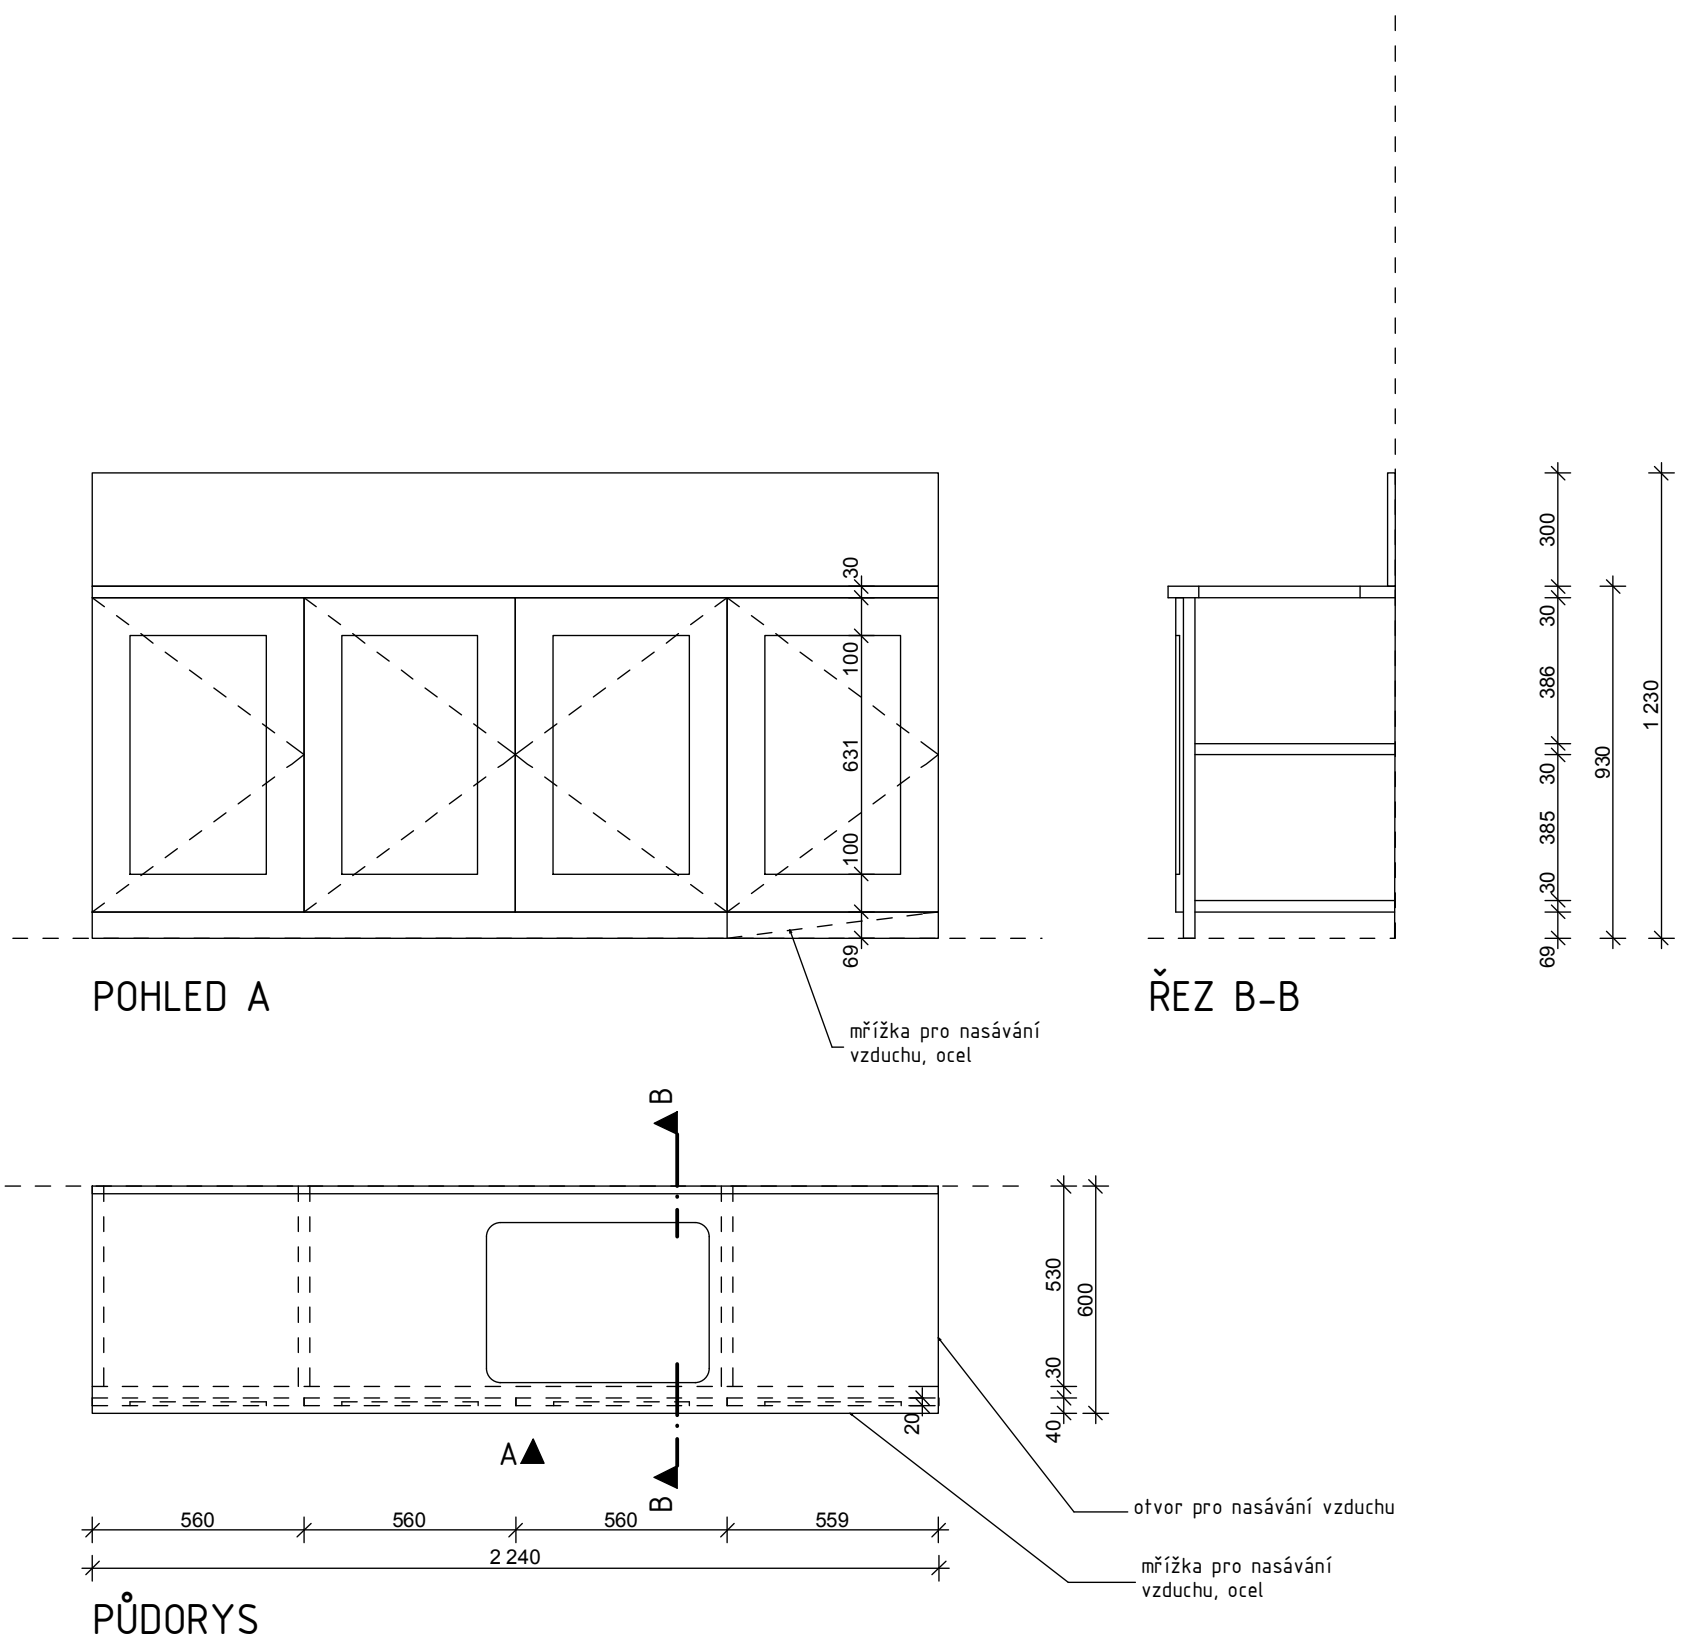 30
100
631
100
69
POHLED A
mřížka pro nasávání
vzduchu, ocel
300
30
386
30
385
30
69
930
1 230
ŘEZ B-B
B
530
30
40
600
20
A
B
560
560
560
559
2 240
otvor pro nasávání vzduchu
mřížka pro nasávání
vzduchu, ocel
PŮDORYS